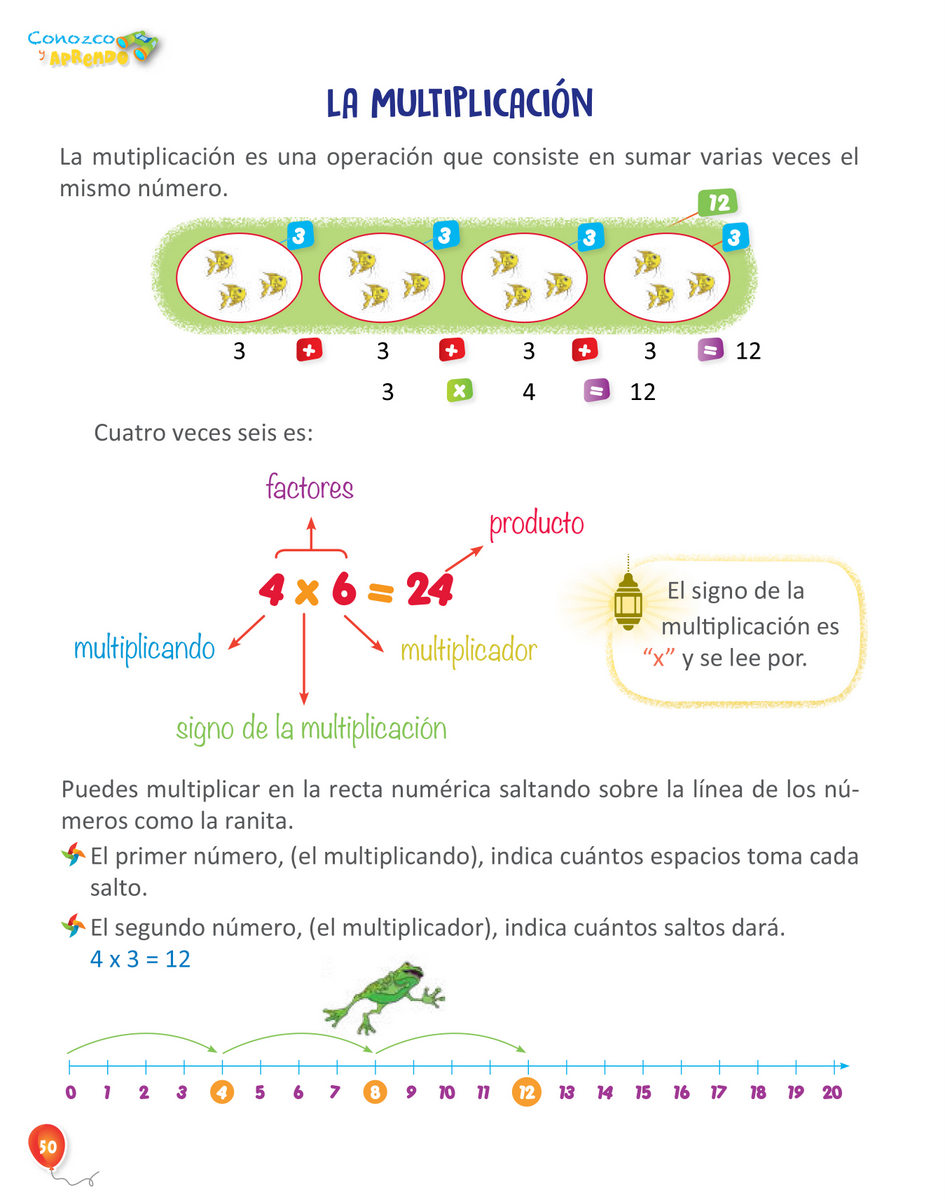 Conozco
y APRENDO
LA MULTIPLICACIÓN
La mutiplicación es una operación que consiste en sumar varias veces el
mismo número.
12
3 3 3 3
3 + 3 + 3 + 3 = 12
3 x 4 = 12
Cuatro veces seis es:
factores
producto
4 x 6 = 24
multiplicando
multiplicador
signo de la multiplicación
El signo de la
multiplicación es
“x” y se lee por.
Puedes multiplicar en la recta numérica saltando sobre la línea de los nú-
meros como la ranita.
El primer número, (el multiplicando), indica cuántos espacios toma cada
salto.
El segundo número, (el multiplicador), indica cuántos saltos dará.
4 x 3 = 12
0 1 2 3 4 5 6 7 8 9 10 11 12 13 14 15 16 17 18 19 20
50